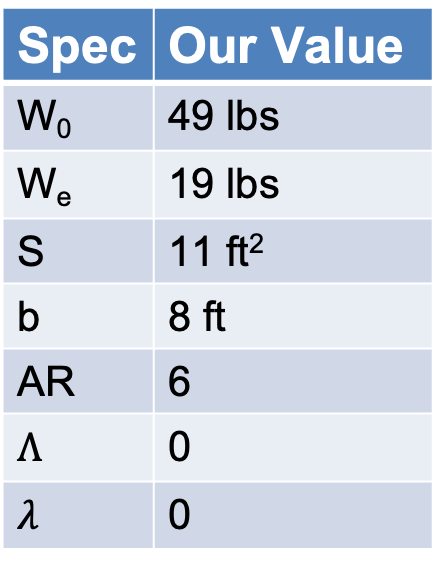 Spec Our Value
W₀ 49 lbs
Wₑ 19 lbs
S 11 ft²
b 8 ft
AR 6
Λ 0
λ 0